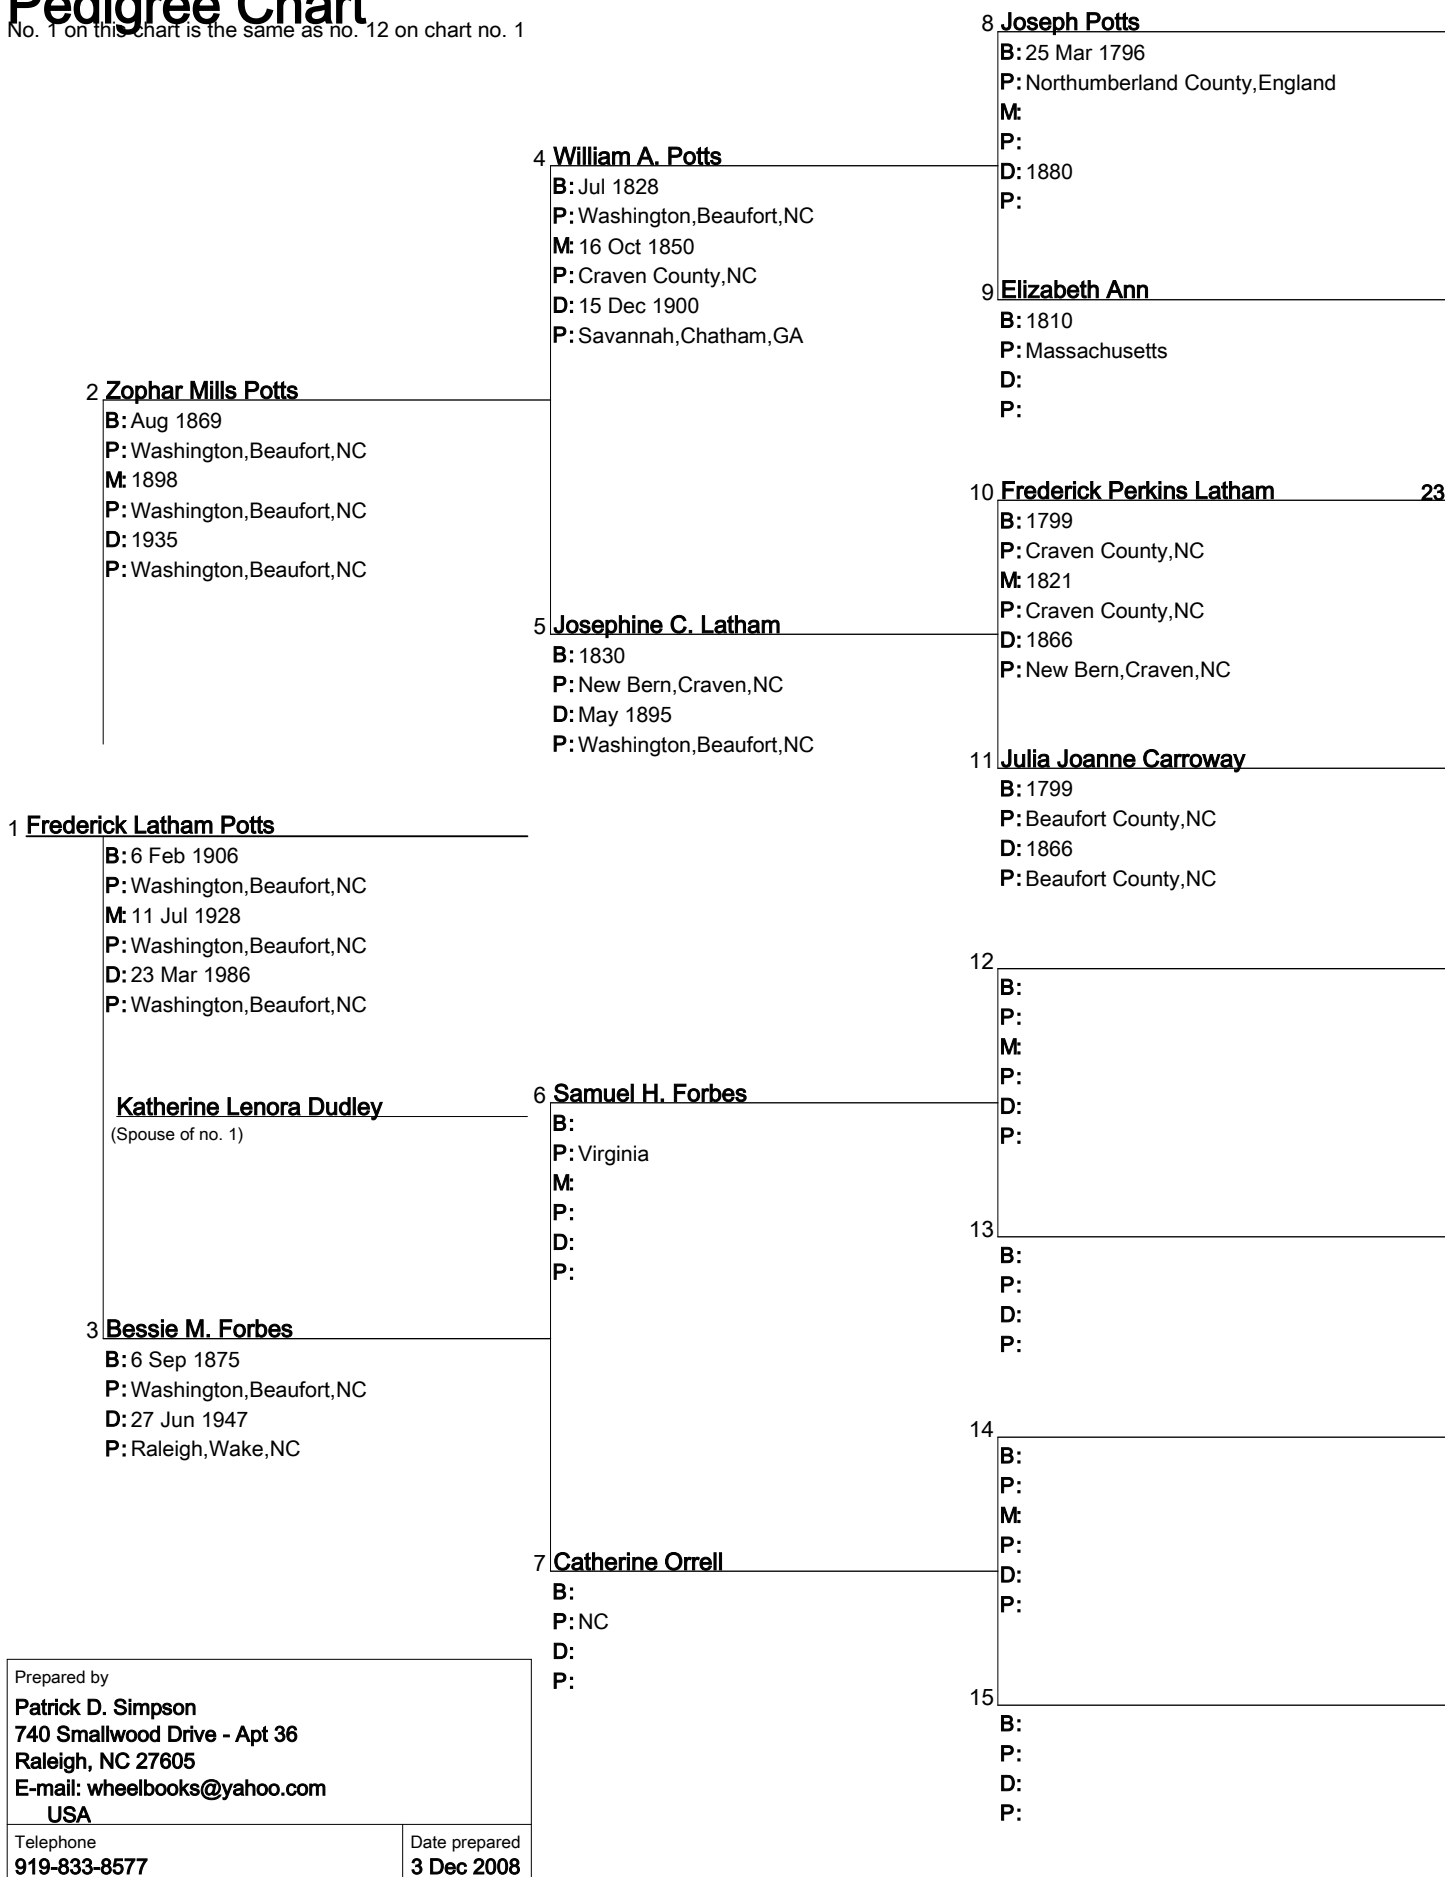 Pedigree Chart
No. 1 on this chart is the same as no. 12 on chart no. 1
8 Joseph Potts
B: 25 Mar 1796
P: Northumberland County,England
M:
P:
D: 1880
P:
4 William A. Potts
B: Jul 1828
P: Washington,Beaufort,NC
M: 16 Oct 1850
P: Craven County,NC
D: 15 Dec 1900
P: Savannah,Chatham,GA
9 Elizabeth Ann
B: 1810
P: Massachusetts
D:
P:
2 Zophar Mills Potts
B: Aug 1869
P: Washington,Beaufort,NC
M: 1898
P: Washington,Beaufort,NC
D: 1935
P: Washington,Beaufort,NC
10 Frederick Perkins Latham 23
B: 1799
P: Craven County,NC
M: 1821
P: Craven County,NC
D: 1866
P: New Bern,Craven,NC
5 Josephine C. Latham
B: 1830
P: New Bern,Craven,NC
D: May 1895
P: Washington,Beaufort,NC
11 Julia Joanne Carroway
B: 1799
P: Beaufort County,NC
D: 1866
P: Beaufort County,NC
1 Frederick Latham Potts
B: 6 Feb 1906
P: Washington,Beaufort,NC
M: 11 Jul 1928
P: Washington,Beaufort,NC
D: 23 Mar 1986
P: Washington,Beaufort,NC
Katherine Lenora Dudley
(Spouse of no. 1)
12
B:
P:
M:
P:
D:
P:
6 Samuel H. Forbes
B:
P: Virginia
M:
P:
D:
P:
13
B:
P:
D:
P:
3 Bessie M. Forbes
B: 6 Sep 1875
P: Washington,Beaufort,NC
D: 27 Jun 1947
P: Raleigh,Wake,NC
14
B:
P:
M:
P:
D:
P:
7 Catherine Orrell
B:
P: NC
D:
P:
15
B:
P:
D:
P:
Prepared by
Patrick D. Simpson
740 Smallwood Drive - Apt 36
Raleigh, NC 27605
E-mail: wheelbooks@yahoo.com
USA
Telephone
919-833-8577
Date prepared
3 Dec 2008